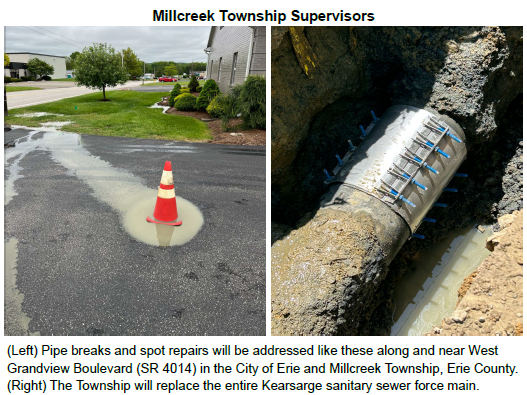 Millcreek Township Supervisors
(Left) Pipe breaks and spot repairs will be addressed like these along and near West
Grandview Boulevard (SR 4014) in the City of Erie and Millcreek Township, Erie County.
(Right) The Township will replace the entire Kearsarge sanitary sewer force main.